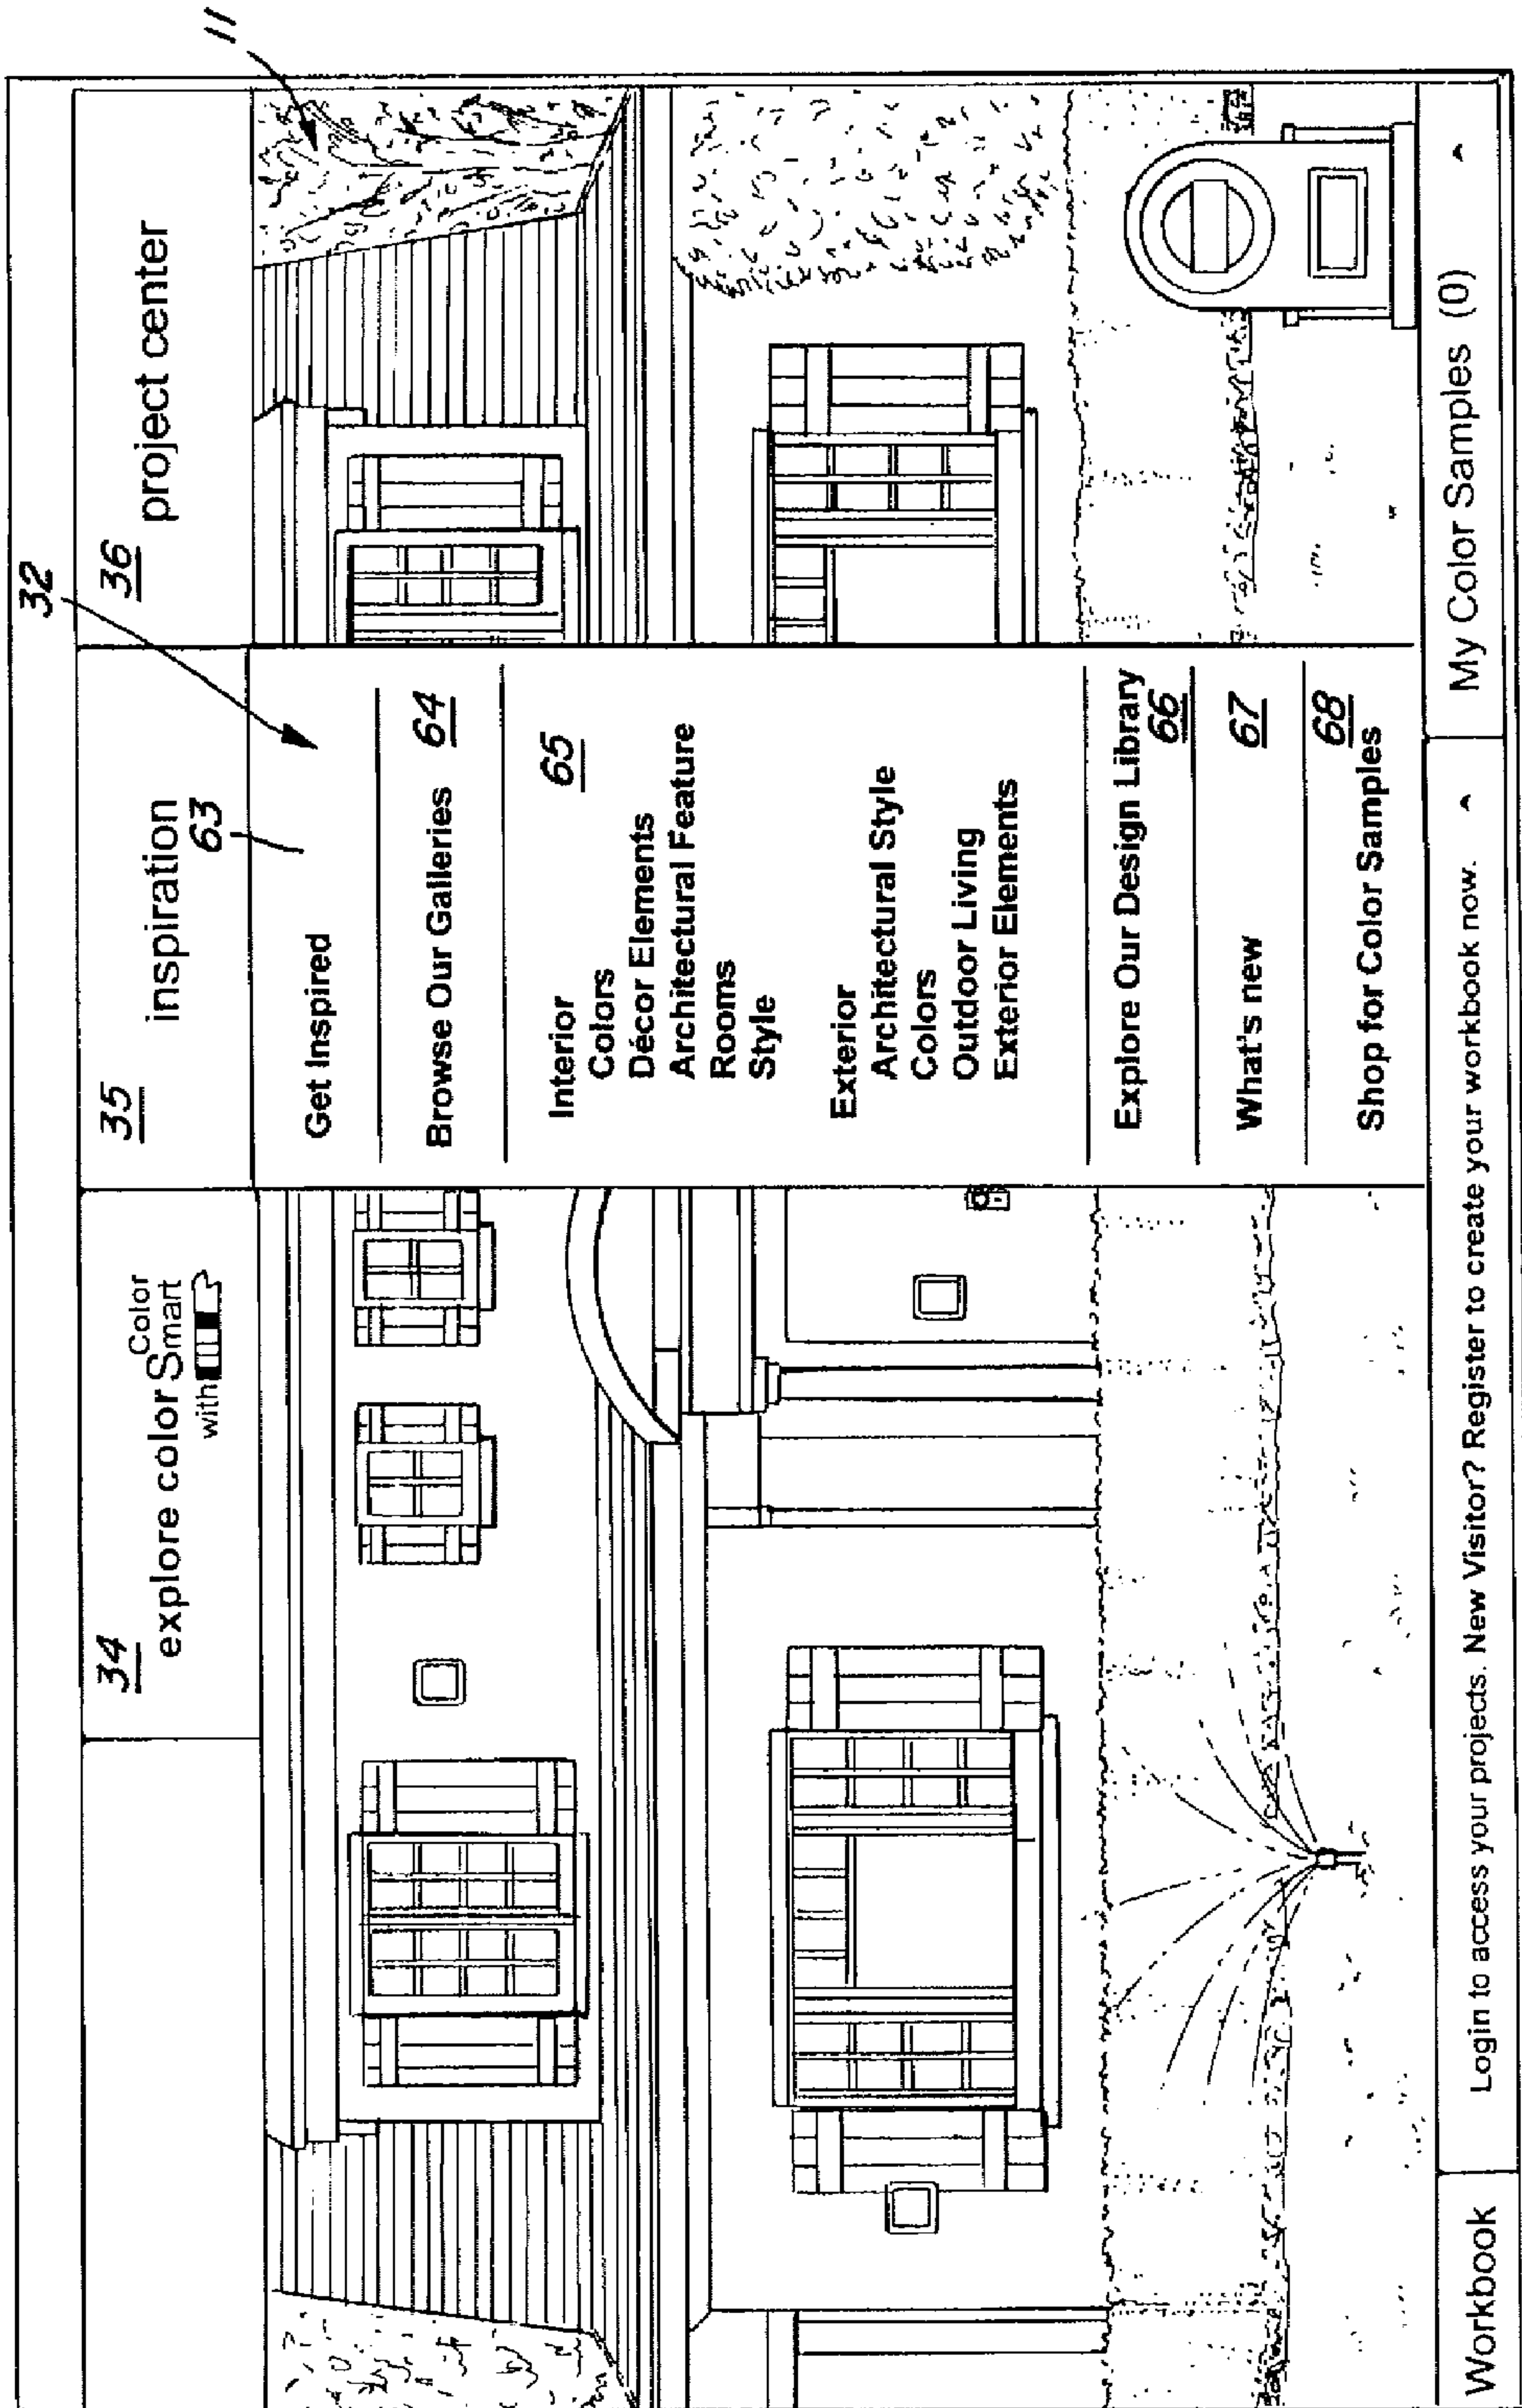 32
11
34
explore color Color Smart
with
35
inspiration
36
project center
63
Get Inspired
Browse Our Galleries 64
65
Interior
Colors
Décor Elements
Architectural Feature
Rooms
Style
Exterior
Architectural Style
Colors
Outdoor Living
Exterior Elements
Explore Our Design Library
66
What's new 67
68
Shop for Color Samples
Workbook Login to access your projects. New Visitor? Register to create your workbook now. ^ My Color Samples (0) ^